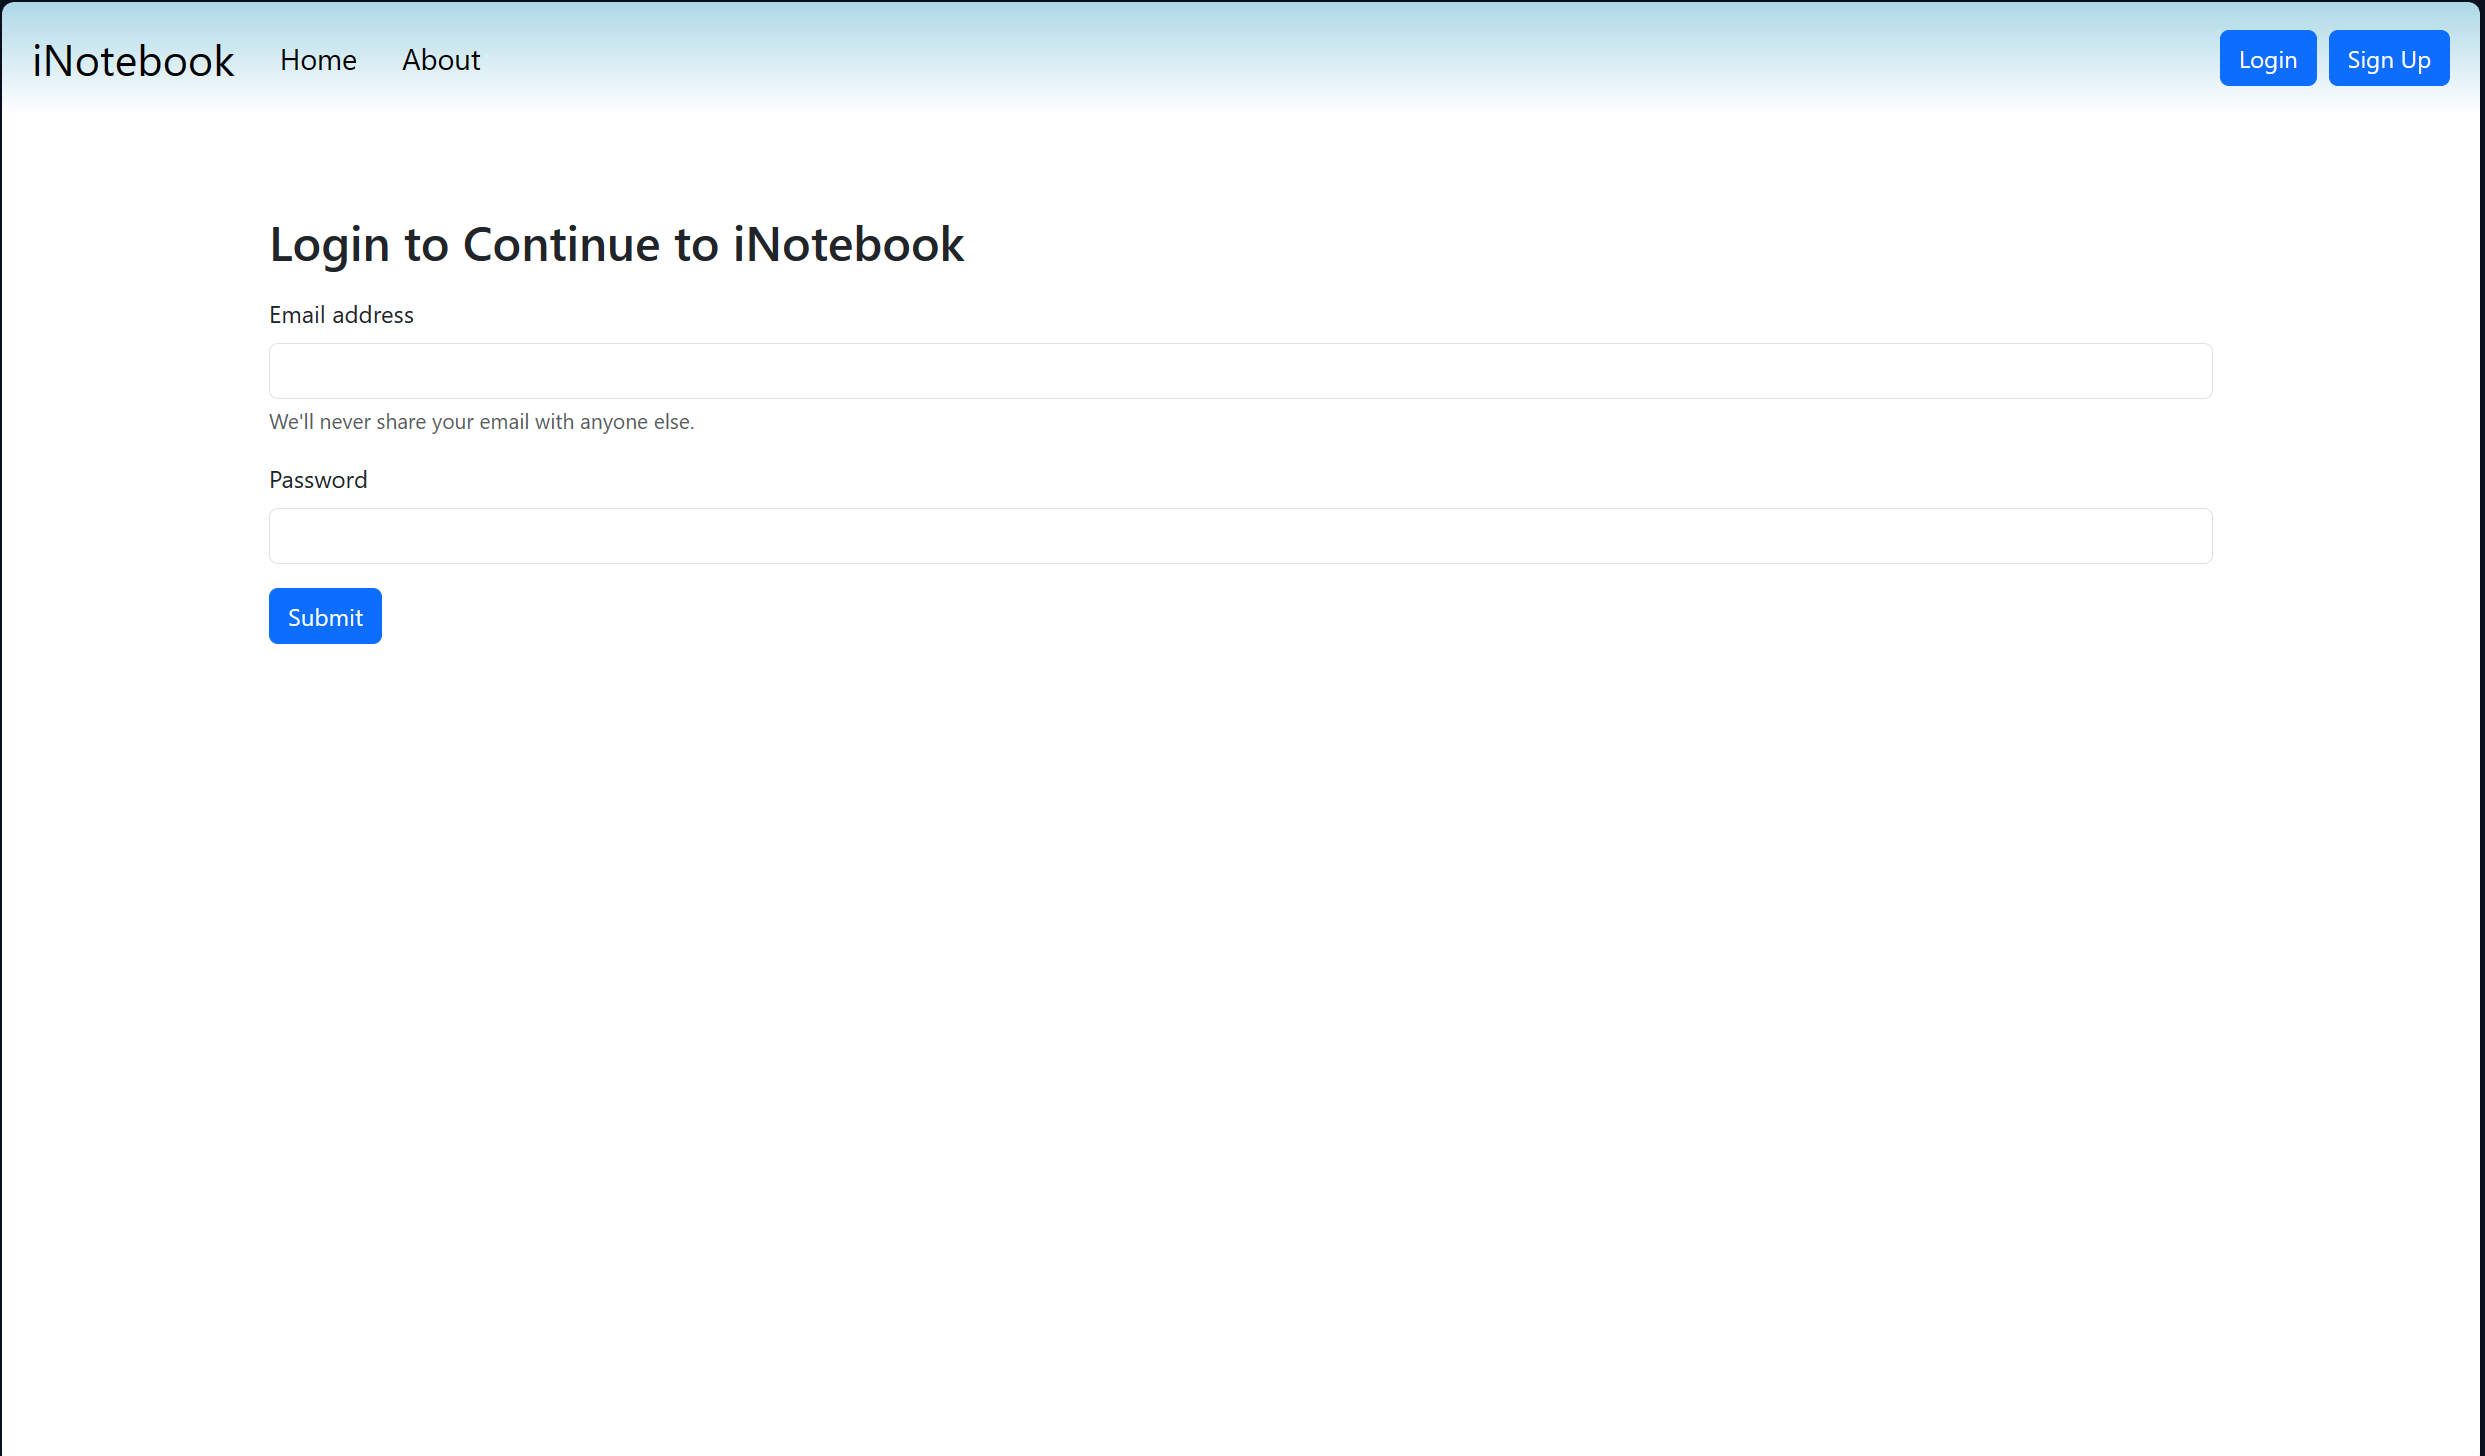 iNotebook Home About Login Sign Up
Login to Continue to iNotebook
Email address
We'll never share your email with anyone else.
Password
Submit